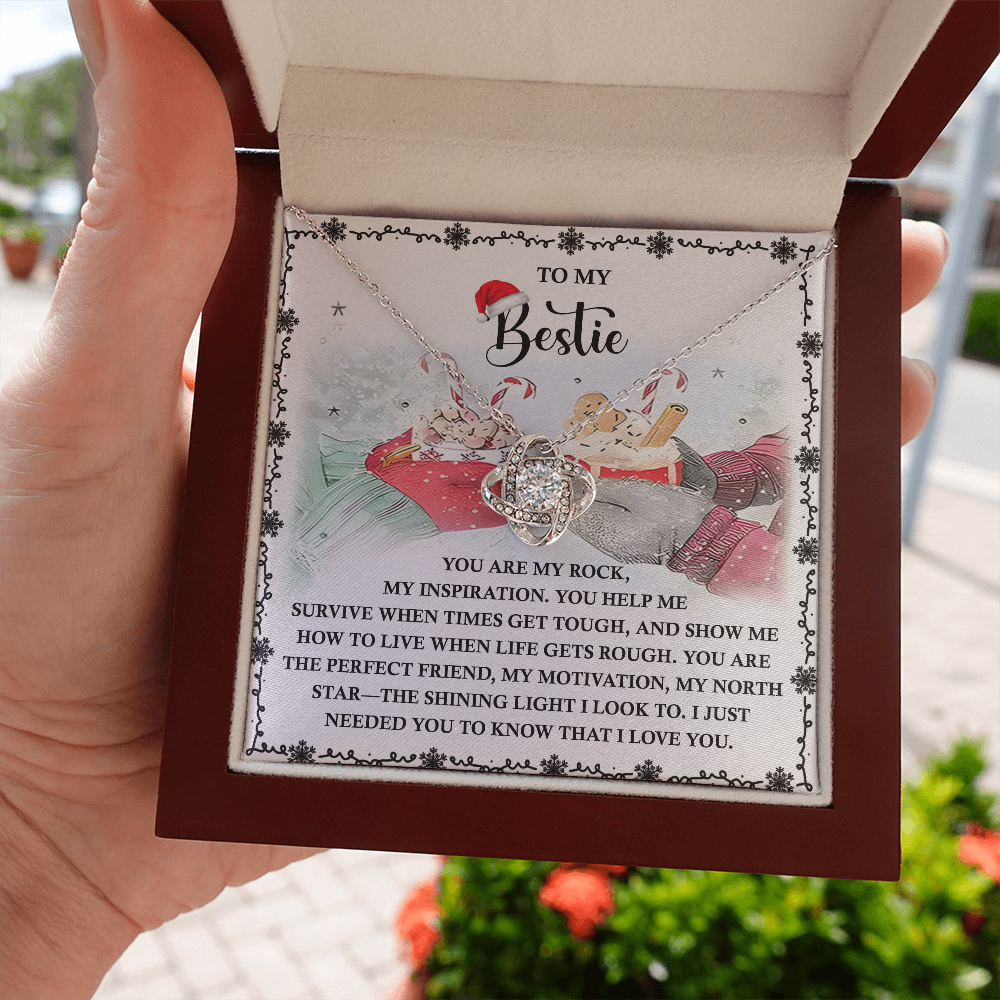 TO MY
Bestie
YOU ARE MY ROCK,
MY INSPIRATION. YOU HELP ME
SURVIVE WHEN TIMES GET TOUGH, AND SHOW ME
HOW TO LIVE WHEN LIFE GETS ROUGH. YOU ARE
THE PERFECT FRIEND, MY MOTIVATION, MY NORTH
STAR—THE SHINING LIGHT I LOOK TO. I JUST
NEEDED YOU TO KNOW THAT I LOVE YOU.